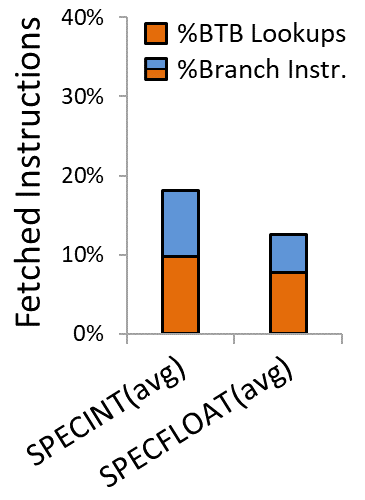 Fetched Instructions
40%
30%
20%
10%
0%
%BTB Lookups
%Branch Instr.
SPECINT(avg)
SPECFLOAT(avg)